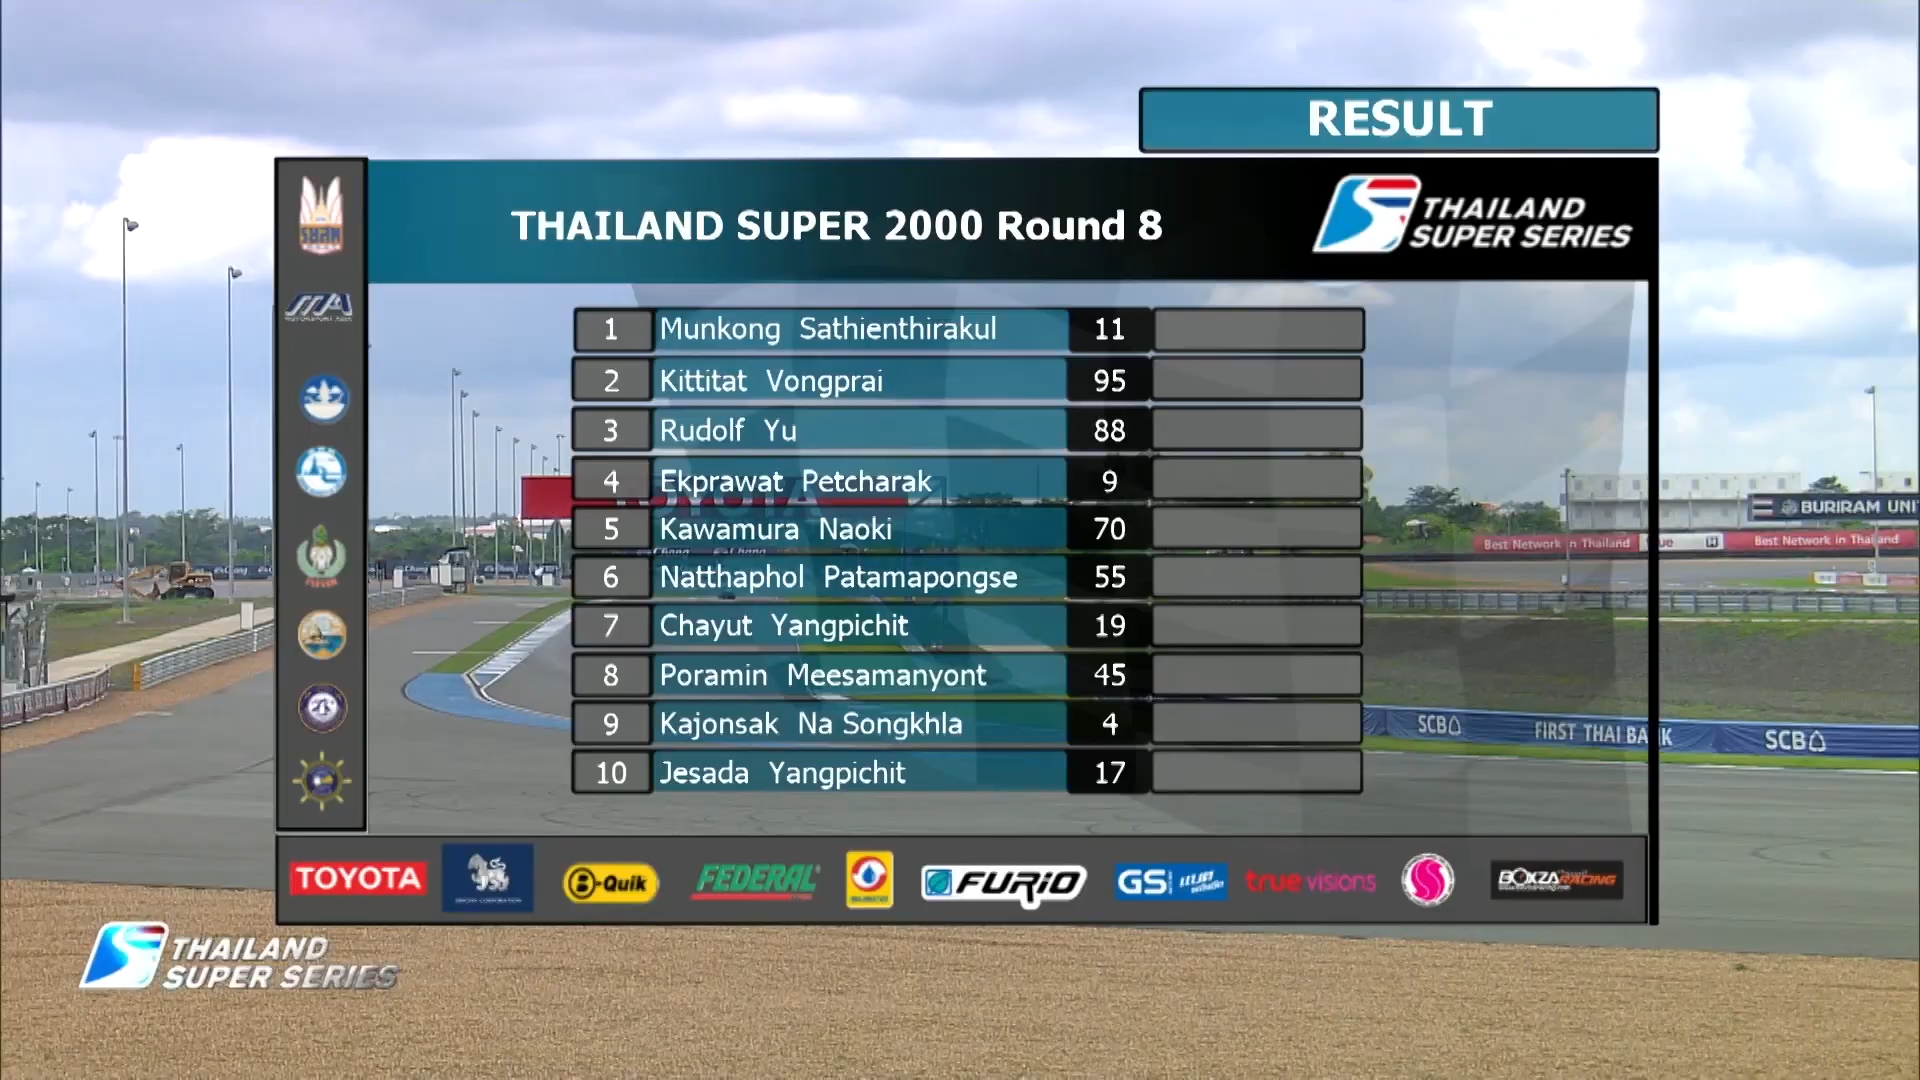 RESULT
THAILAND SUPER 2000 Round 8
THAILAND
SUPER SERIES
1 Munkong Sathienthirakul 11
2 Kittitat Vongprai 95
3 Rudolf Yu 88
4 Ekprawat Petcharak 9
5 Kawamura Naoki 70
6 Natthaphol Patamapongse 55
7 Chayut Yangpichit 19
8 Poramin Meesamanyont 45
9 Kajonsak Na Songkhla 4
10 Jesada Yangpichit 17
BURIRAM UNI
Best Network in Thailand true H Best Network in Thailand
SCB FIRST THAI BANK SCB
TOYOTA B-Quik FEDERAL FURiO GS true visions BOXZA RACING
THAILAND
SUPER SERIES